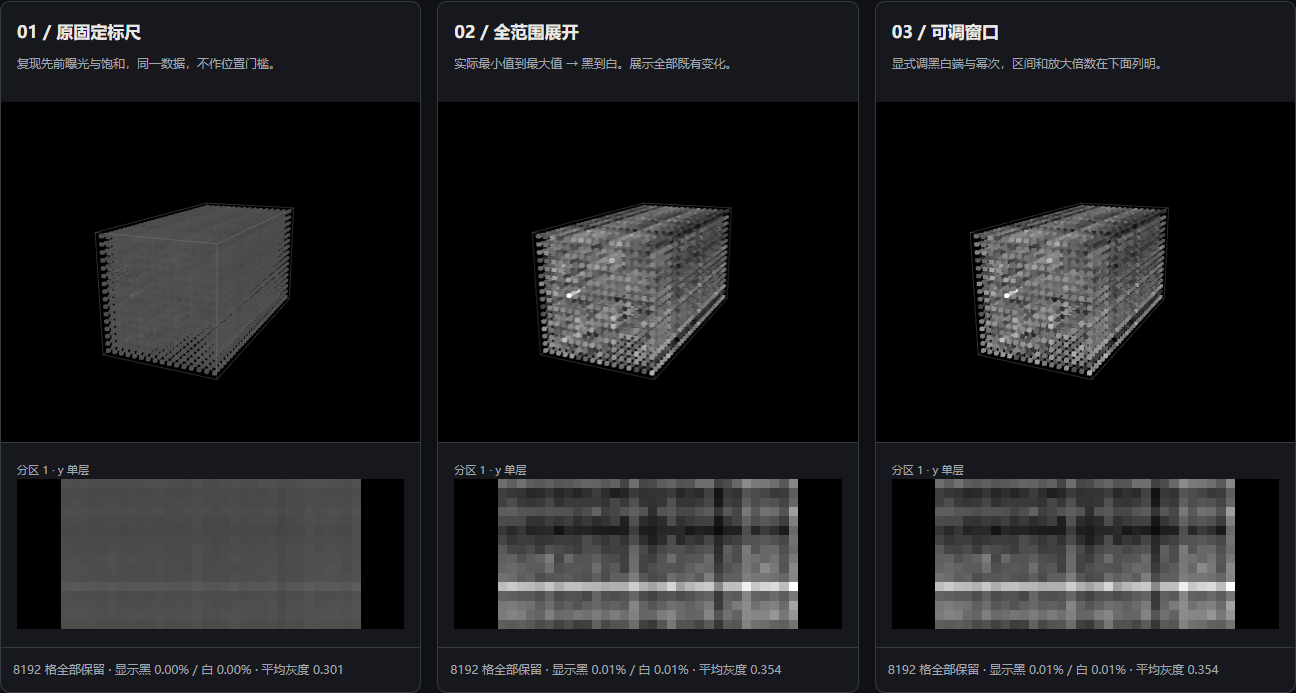 01 / 原固定标尺
复现先前曝光与饱和，同一数据，不作位置门槛。
分区 1 · y 单层
8192 格全部保留 · 显示黑 0.00% / 白 0.00% · 平均灰度 0.301
02 / 全范围展开
实际最小值到最大值 → 黑到白。展示全部既有变化。
分区 1 · y 单层
8192 格全部保留 · 显示黑 0.01% / 白 0.01% · 平均灰度 0.354
03 / 可调窗口
显式调黑白端与幂次，区间和放大倍数在下面列明。
分区 1 · y 单层
8192 格全部保留 · 显示黑 0.01% / 白 0.01% · 平均灰度 0.354